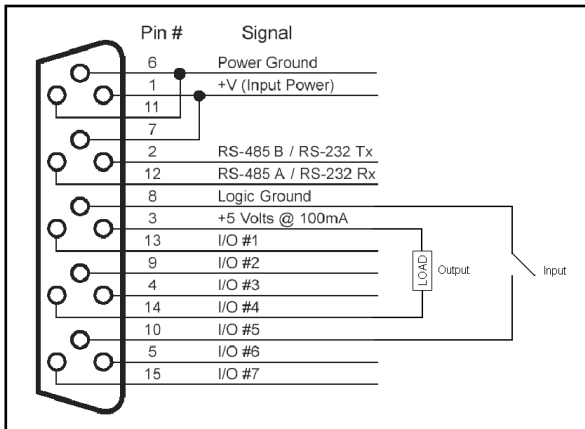 Pin # Signal
6 Power Ground
1 +V (Input Power)
11
7
2 RS-485 B / RS-232 Tx
12 RS-485 A / RS-232 Rx
8 Logic Ground
3 +5 Volts @ 100mA
13 I/O #1
9 I/O #2
4 I/O #3
14 I/O #4
10 I/O #5
5 I/O #6
15 I/O #7
LOAD
Output
Input